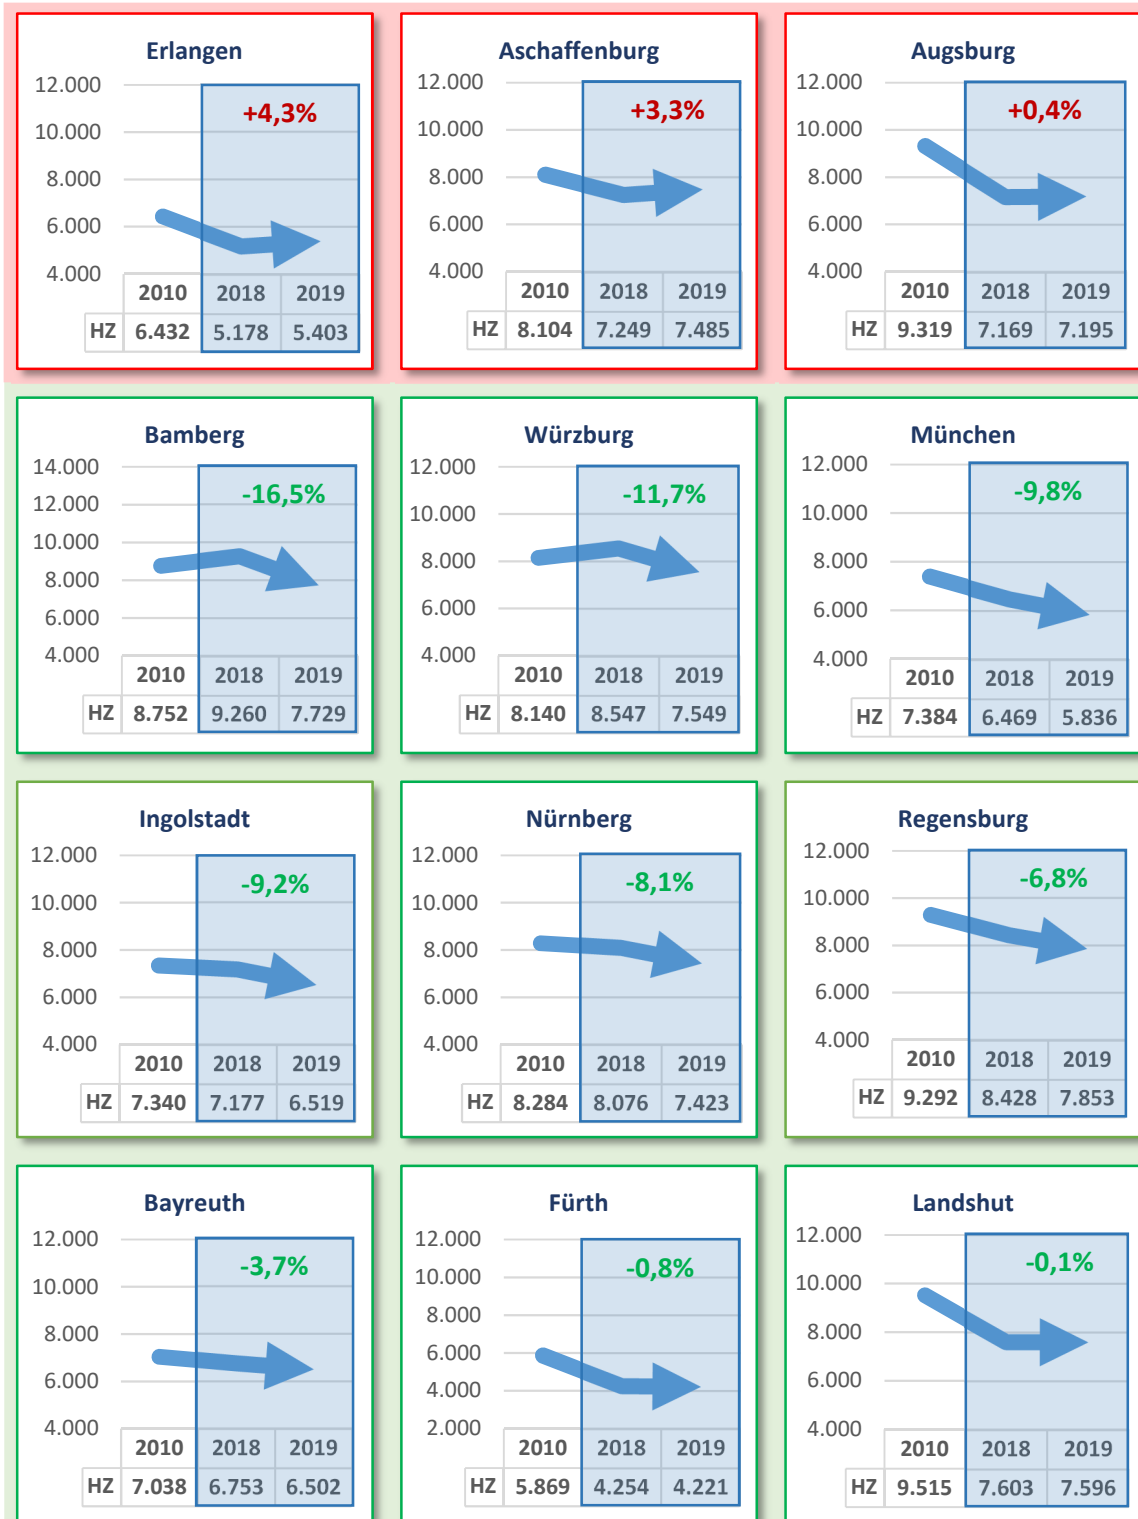 Erlangen
+4,3%
12.000
10.000
8.000
6.000
4.000
2010 2018 2019
HZ 6.432 5.178 5.403
Aschaffenburg
+3,3%
12.000
10.000
8.000
6.000
4.000
2010 2018 2019
HZ 8.104 7.249 7.485
Augsburg
+0,4%
12.000
10.000
8.000
6.000
4.000
2010 2018 2019
HZ 9.319 7.169 7.195
Bamberg
-16,5%
14.000
12.000
10.000
8.000
6.000
4.000
2010 2018 2019
HZ 8.752 9.260 7.729
Würzburg
-11,7%
12.000
10.000
8.000
6.000
4.000
2010 2018 2019
HZ 8.140 8.547 7.549
München
-9,8%
12.000
10.000
8.000
6.000
4.000
2010 2018 2019
HZ 7.384 6.469 5.836
Ingolstadt
-9,2%
12.000
10.000
8.000
6.000
4.000
2010 2018 2019
HZ 7.340 7.177 6.519
Nürnberg
-8,1%
12.000
10.000
8.000
6.000
4.000
2010 2018 2019
HZ 8.284 8.076 7.423
Regensburg
-6,8%
12.000
10.000
8.000
6.000
4.000
2010 2018 2019
HZ 9.292 8.428 7.853
Bayreuth
-3,7%
12.000
10.000
8.000
6.000
4.000
2010 2018 2019
HZ 7.038 6.753 6.502
Fürth
-0,8%
12.000
10.000
8.000
6.000
4.000
2.000
2010 2018 2019
HZ 5.869 4.254 4.221
Landshut
-0,1%
12.000
10.000
8.000
6.000
4.000
2010 2018 2019
HZ 9.515 7.603 7.596